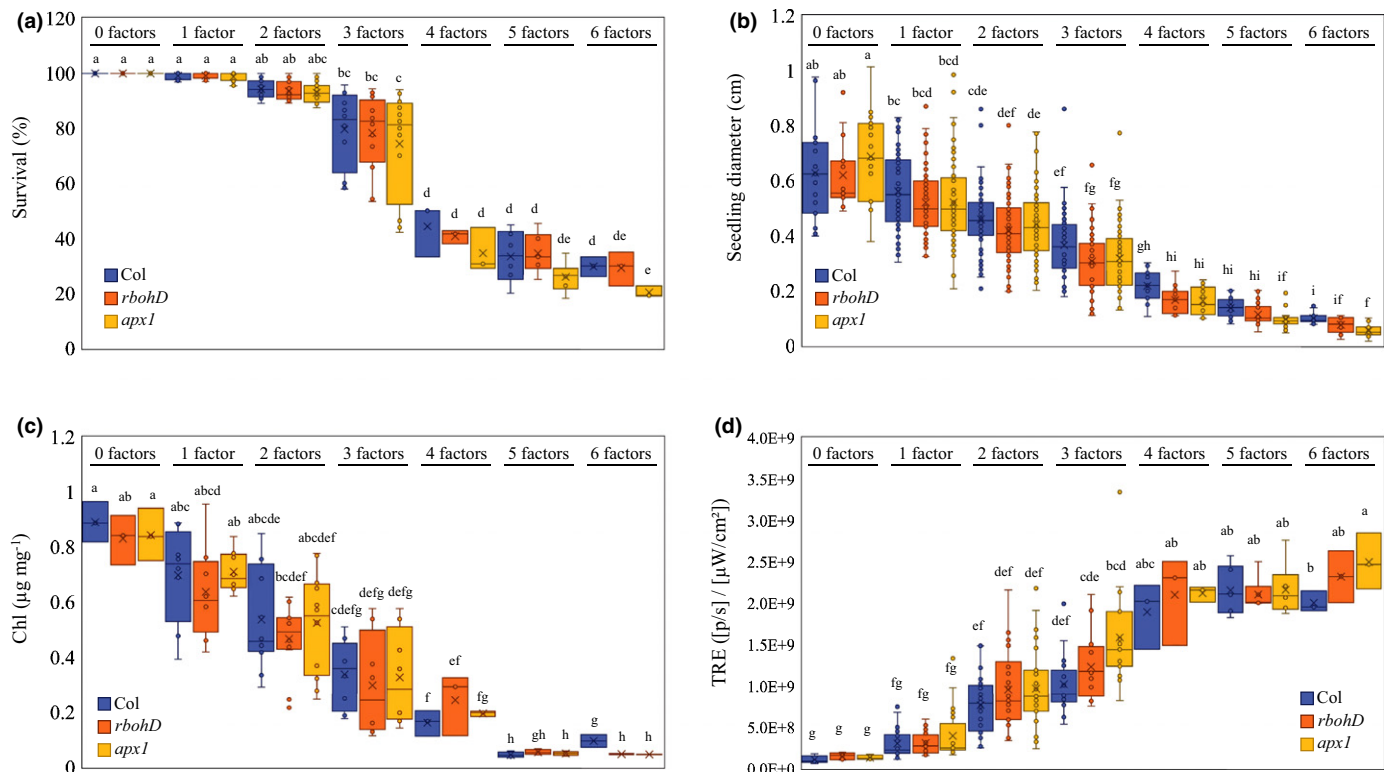 (a)
120
100
80
60
40
20
0
Survival (%)
0 factors 1 factor 2 factors 3 factors 4 factors 5 factors 6 factors
a a a a a a ab ab abc bc bc c d d d d d de d de e
Col
rbohD
apx1
(b)
1.2
1
0.8
0.6
0.4
0.2
0
Seedling diameter (cm)
0 factors 1 factor 2 factors 3 factors 4 factors 5 factors 6 factors
ab ab a bc bcd bcd cde def de ef fg fg gh hi hi hi hi if i if f
Col
rbohD
apx1
(c)
1.2
1
0.8
0.6
0.4
0.2
0
Chl (µg mg⁻¹)
0 factors 1 factor 2 factors 3 factors 4 factors 5 factors 6 factors
a ab a abc abcd ab abcde bcdef abcdef cdefg defg defg f ef fg h gh h g h h
Col
rbohD
apx1
(d)
4.0E+9
3.5E+9
3.0E+9
2.5E+9
2.0E+9
1.5E+9
1.0E+9
5.0E+8
0.0E+0
TRE ([p/s] / [µW/cm²])
0 factors 1 factor 2 factors 3 factors 4 factors 5 factors 6 factors
g g g fg fg fg ef def def def cde bcd abc ab ab ab ab ab b ab a
Col
rbohD
apx1